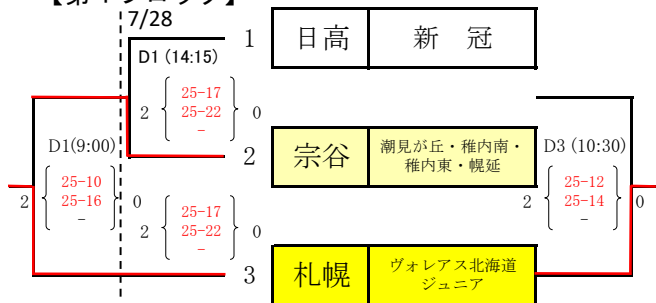 7/28
1 日高 新 冠
D1 (14:15)
2 25-17 0
25-22
-
D1(9:00)
2 宗谷 潮見が丘・稚内南・
稚内東・幌延
D3 (10:30)
2 25-10 0
25-16
-
2 25-17 0
25-22
-
2 25-12 0
25-14
-
3 札幌 ヴォレアス北海道
ジュニア